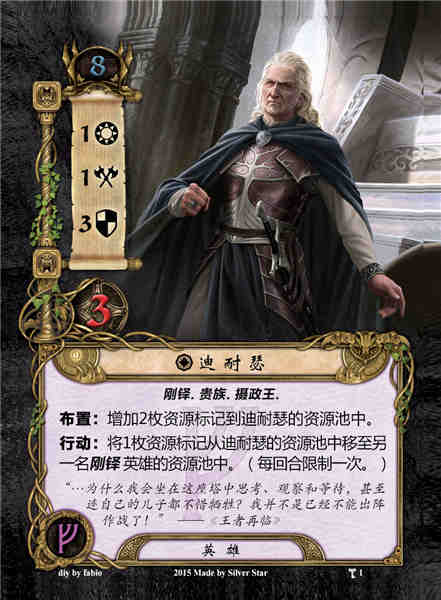 8
1
1
3
3
迪耐瑟
刚铎. 贵族. 摄政王.
布置：增加2枚资源标记到迪耐瑟的资源池中。
行动：将1枚资源标记从迪耐瑟的资源池中移至另
一名刚铎 英雄的资源池中。（每回合限制一次。）
“…为什么我会坐在这座塔中思考、观察和等待，甚至
连自己的儿子都不惜牺牲？我并不是已经不能出阵
作战了！” ——《王者再临》
英雄
diy by fabio
2015 Made by Silver Star
1